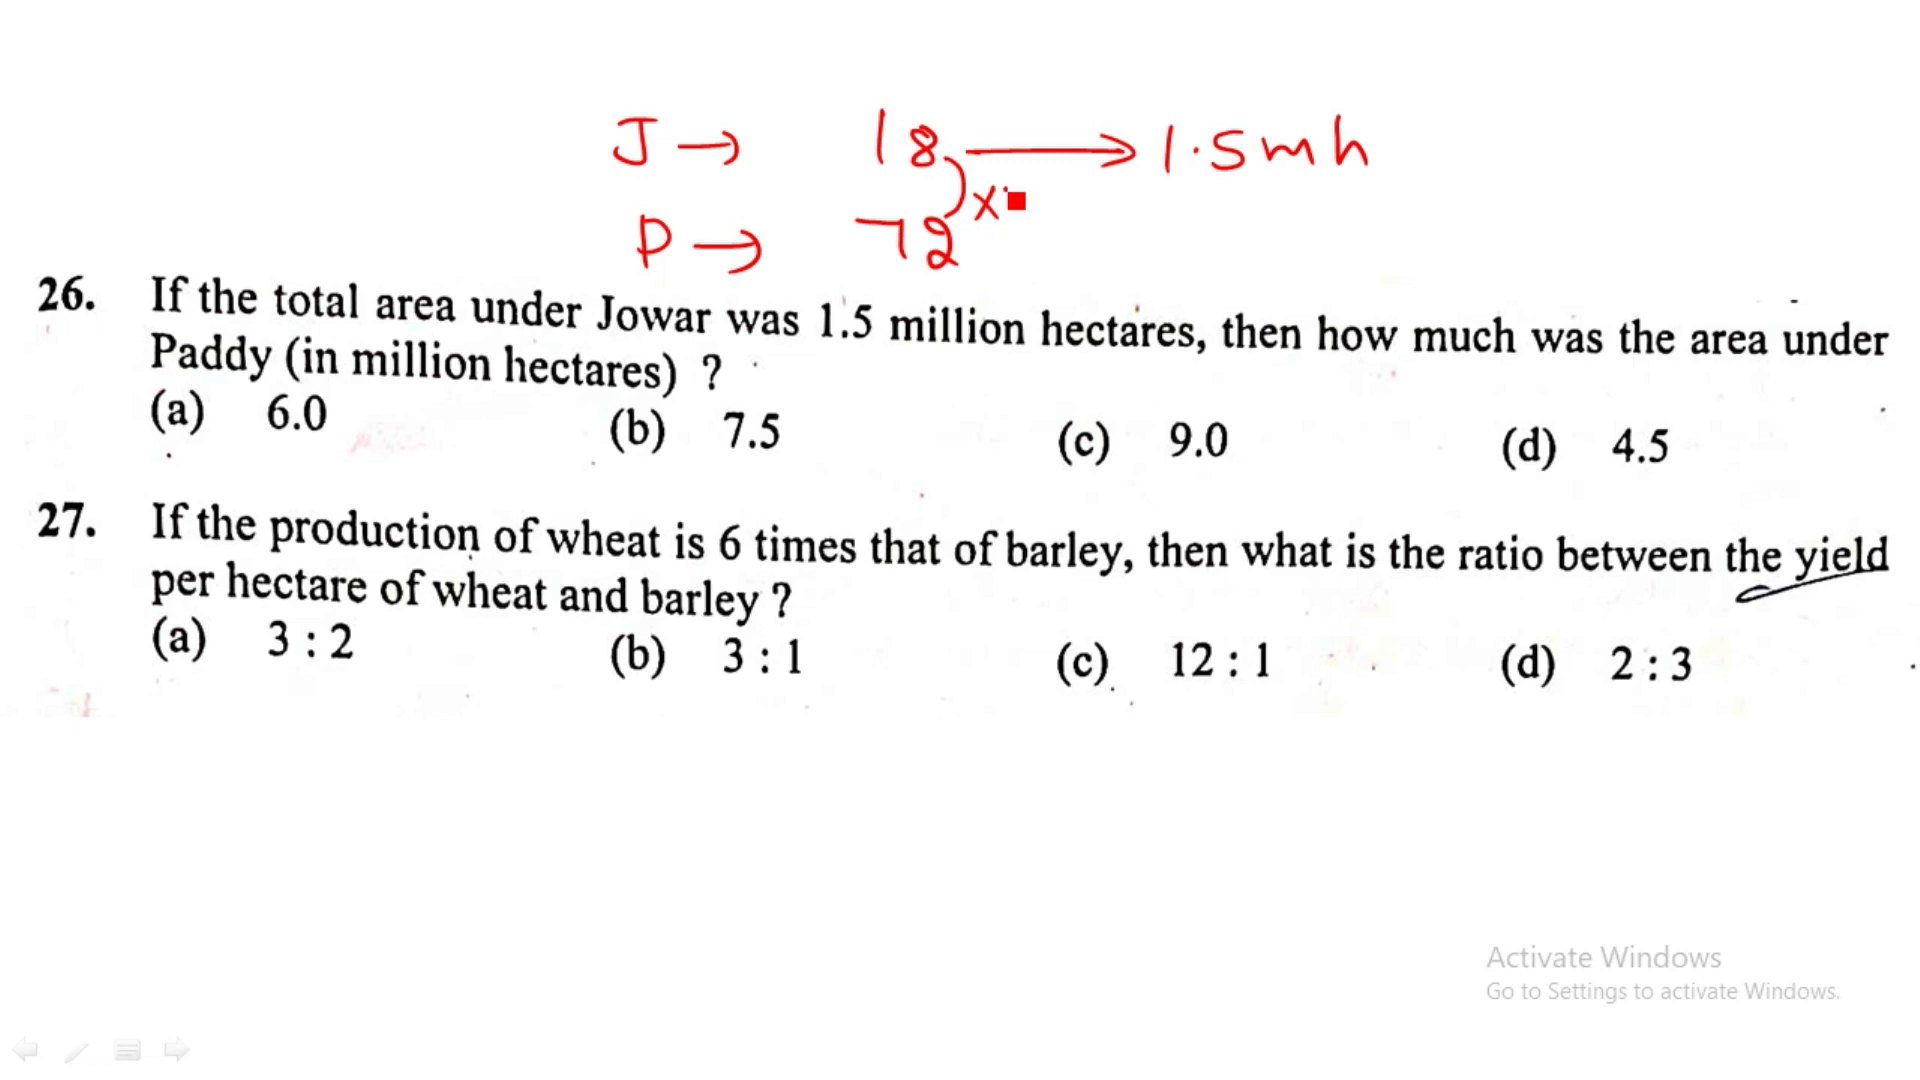 J → 18 → 1.5 mh
x
P → 72
26. If the total area under Jowar was 1.5 million hectares, then how much was the area under
Paddy (in million hectares) ?
(a) 6.0 (b) 7.5 (c) 9.0 (d) 4.5
27. If the production of wheat is 6 times that of barley, then what is the ratio between the yield
per hectare of wheat and barley ?
(a) 3 : 2 (b) 3 : 1 (c) 12 : 1 (d) 2 : 3
Activate Windows
Go to Settings to activate Windows.